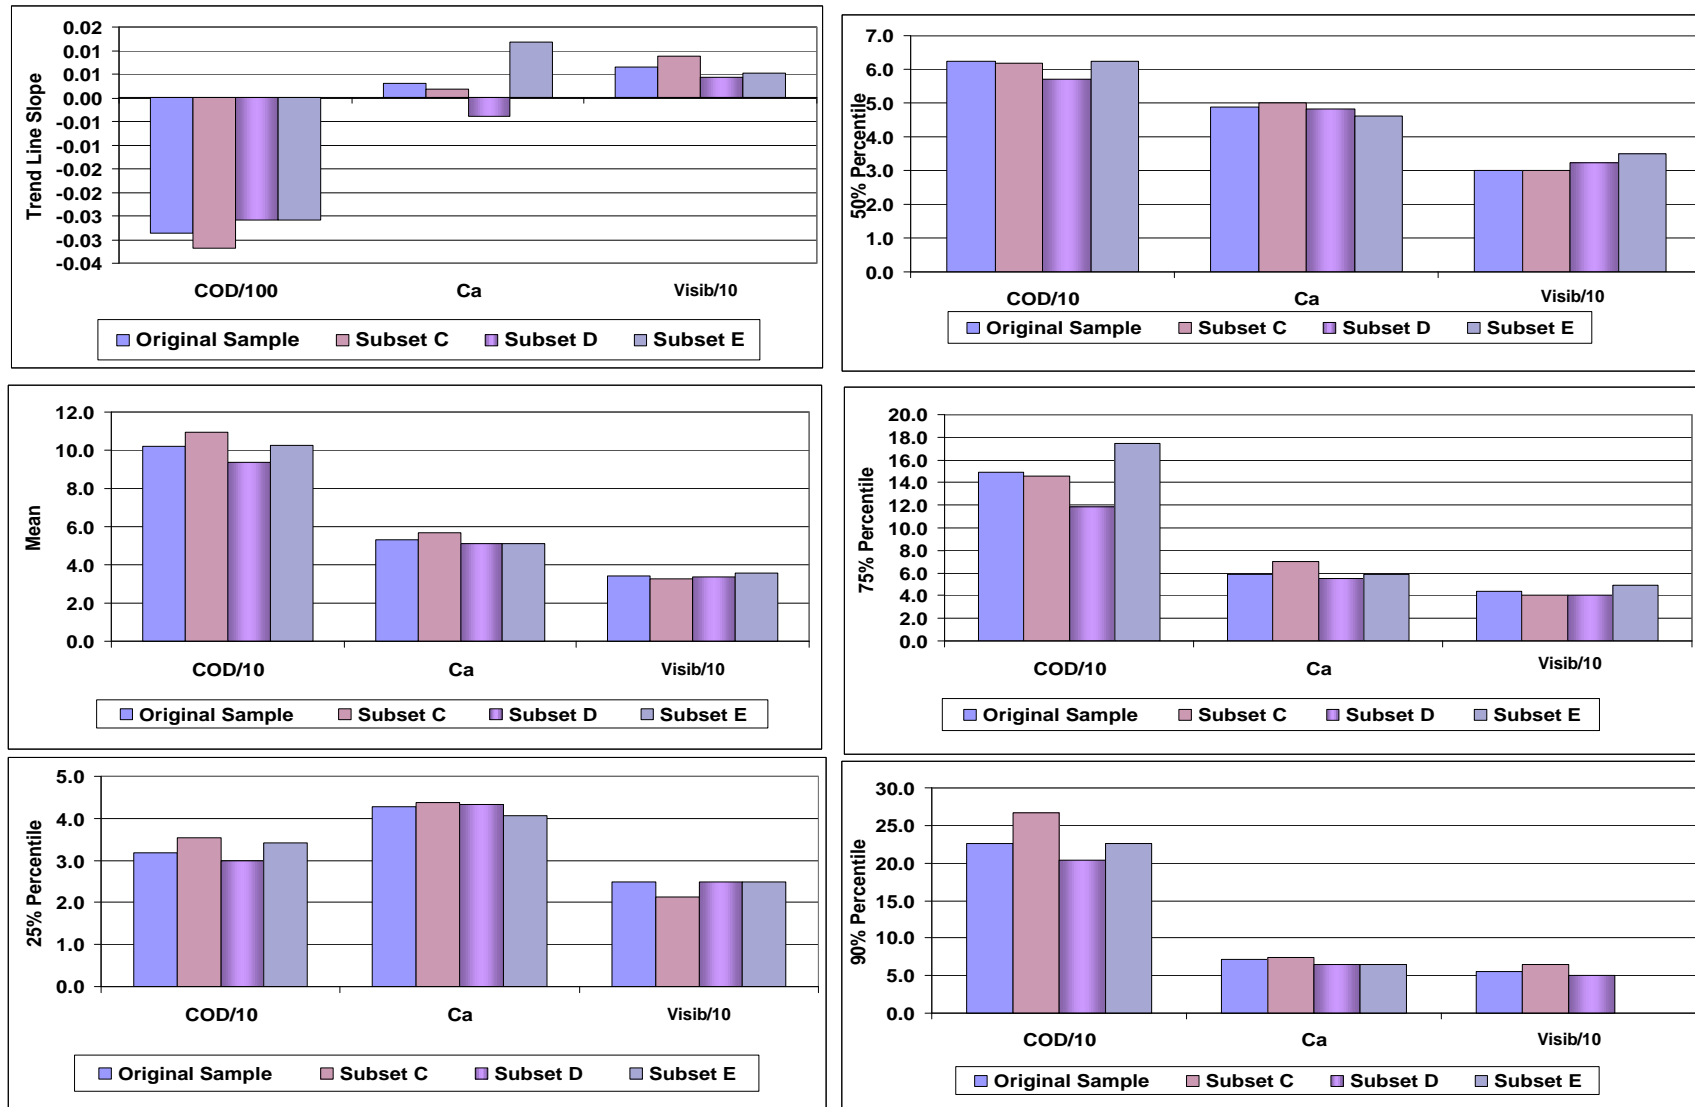 Trend Line Slope
0.02
0.01
0.01
0.00
-0.01
-0.01
-0.02
-0.02
-0.03
-0.03
-0.04
COD/100 Ca Visib/10
Original Sample Subset C Subset D Subset E
50% Percentile
7.0
6.0
5.0
4.0
3.0
2.0
1.0
0.0
COD/10 Ca Visib/10
Original Sample Subset C Subset D Subset E
Mean
12.0
10.0
8.0
6.0
4.0
2.0
0.0
COD/10 Ca Visib/10
Original Sample Subset C Subset D Subset E
75% Percentile
20.0
18.0
16.0
14.0
12.0
10.0
8.0
6.0
4.0
2.0
0.0
COD/10 Ca Visib/10
Original Sample Subset C Subset D Subset E
25% Percentile
5.0
4.0
3.0
2.0
1.0
0.0
COD/10 Ca Visib/10
Original Sample Subset C Subset D Subset E
90% Percentile
30.0
25.0
20.0
15.0
10.0
5.0
0.0
COD/10 Ca Visib/10
Original Sample Subset C Subset D Subset E